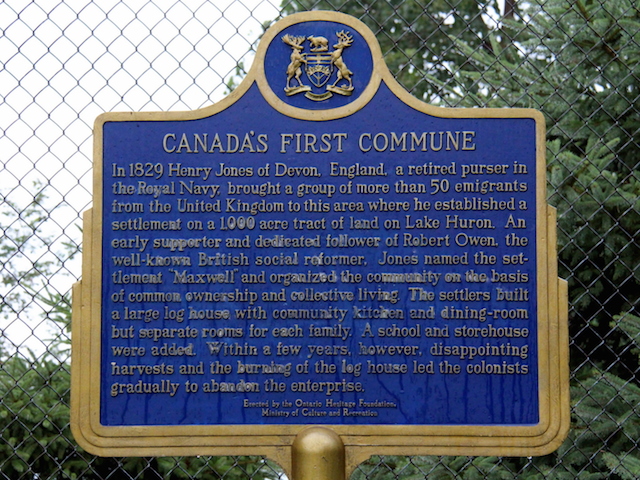 CANADA'S FIRST COMMUNE
In 1829 Henry Jones of Devon, England, a retired purser in
the Royal Navy, brought a group of more than 50 emigrants
from the United Kingdom to this area where he established a
settlement on a 1,000 acre tract of land on Lake Huron. An
early supporter and dedicated follower of Robert Owen, the
well-known British social reformer, Jones named the set-
tlement "Maxwell" and organized the community on the basis
of common ownership and collective living. The settlers built
a large log house with community kitchen and dining-room
but separate rooms for each family. A school and storehouse
were added. Within a few years, however, disappointing
harvests and the burning of the log house led the colonists
gradually to abandon the enterprise.
Erected by the Ontario Heritage Foundation,
Ministry of Culture and Recreation